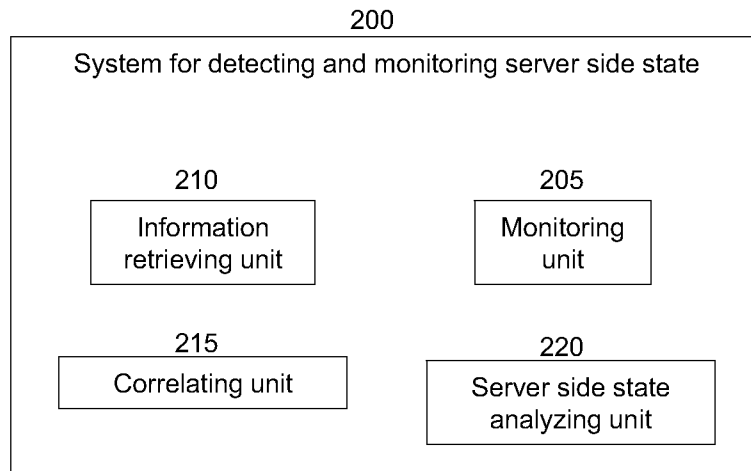 200
System for detecting and monitoring server side state
210
Information
retrieving unit
205
Monitoring
unit
215
Correlating unit
220
Server side state
analyzing unit